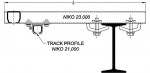 L
NIKO 23.000
TRACK PROFILE
NIKO 21.000